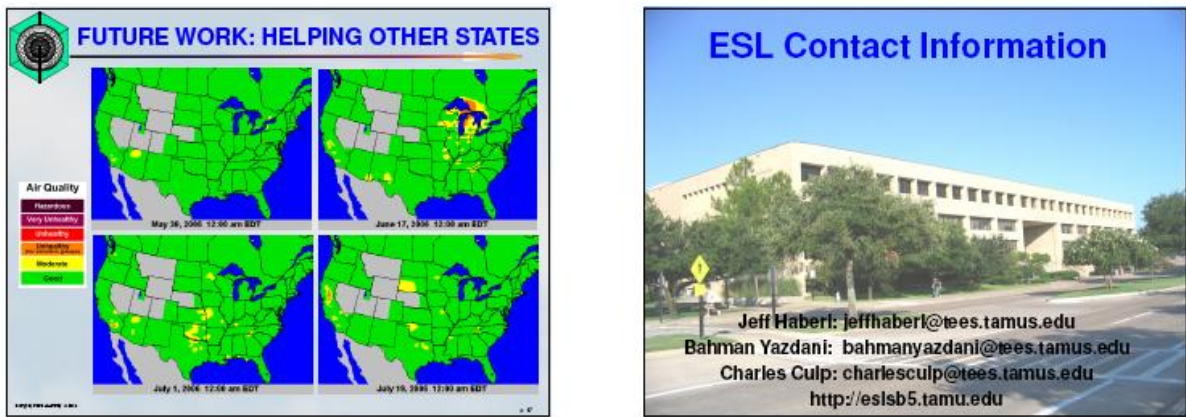 FUTURE WORK: HELPING OTHER STATES
May 30, 2006 12:00 am EDT
June 17, 2006 12:00 am EDT
Air Quality
Hazardous
Very Unhealthy
Unhealthy
Unhealthy
Moderate
Good
July 1, 2006 12:00 am EDT
July 19, 2006 12:00 am EDT
ESL Contact Information
Jeff Haberl: jeffhaberl@tees.tamus.edu
Bahman Yazdani: bahmanyazdani@tees.tamus.edu
Charles Culp: charlesculp@tees.tamus.edu
http://eslsb5.tamu.edu